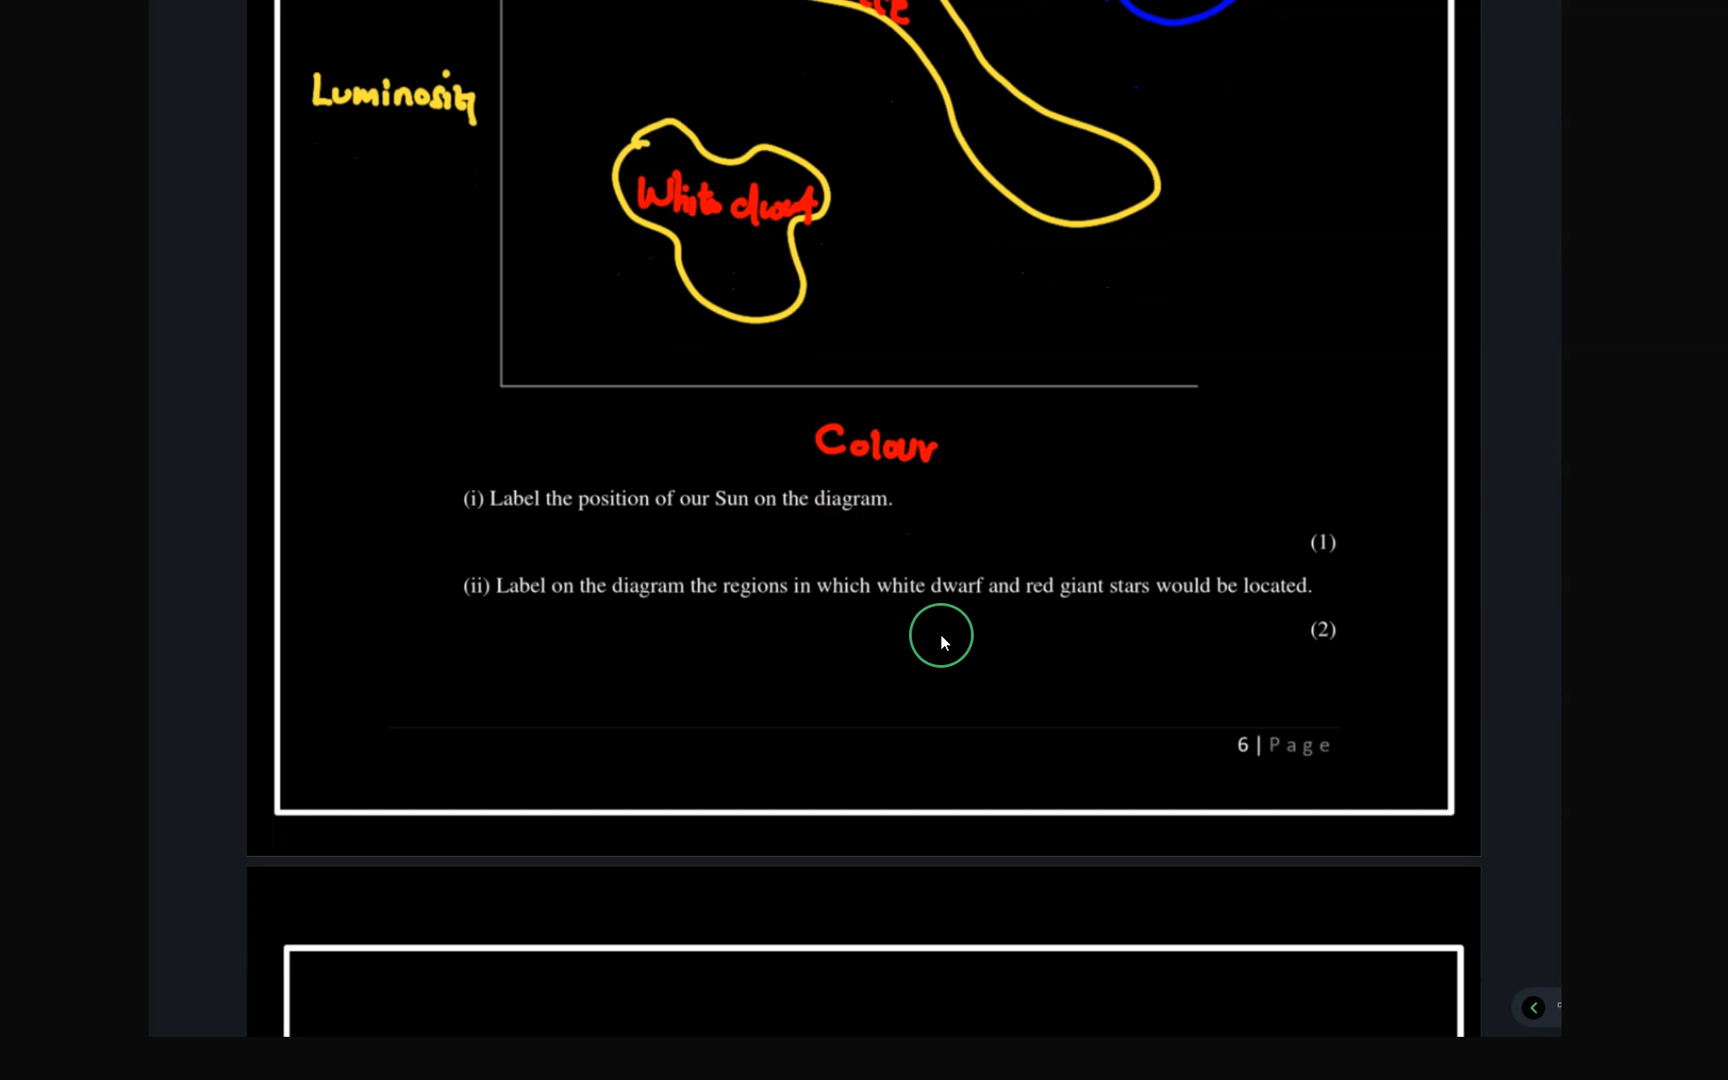 Luminosity
White dwarf
Colour
(i) Label the position of our Sun on the diagram.
(1)
(ii) Label on the diagram the regions in which white dwarf and red giant stars would be located.
(2)
6 | Page